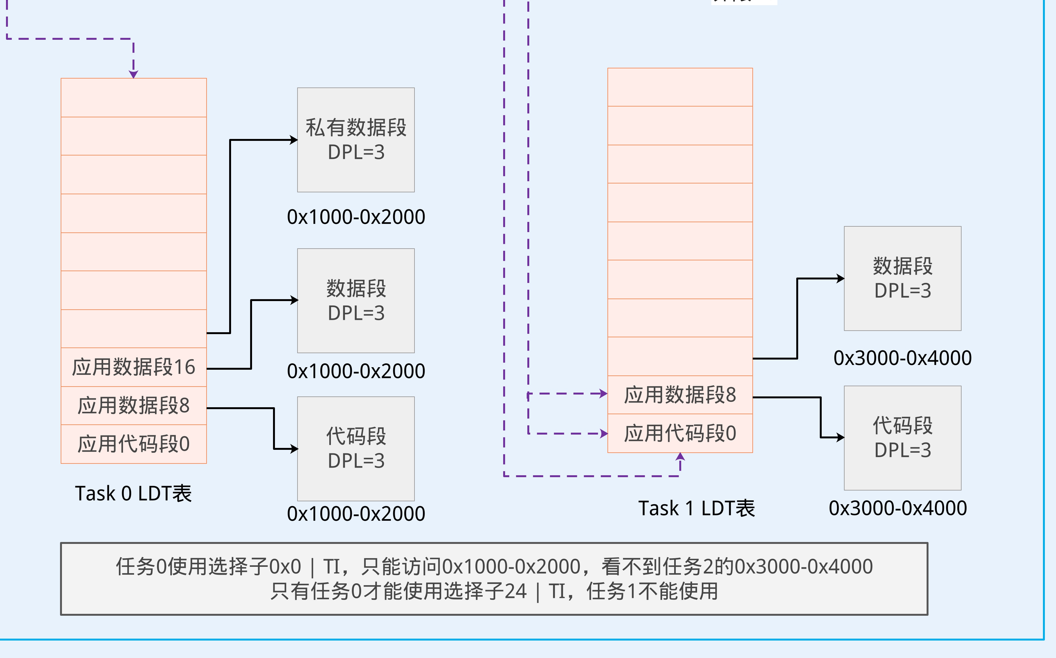 私有数据段
DPL=3
0x1000-0x2000
数据段
DPL=3
0x1000-0x2000
应用数据段16
应用数据段8
应用代码段0
代码段
DPL=3
0x1000-0x2000
Task 0 LDT表
数据段
DPL=3
0x3000-0x4000
应用数据段8
应用代码段0
代码段
DPL=3
0x3000-0x4000
Task 1 LDT表
任务0使用选择子0x0 | TI，只能访问0x1000-0x2000，看不到任务2的0x3000-0x4000
只有任务0才能使用选择子24 | TI，任务1不能使用